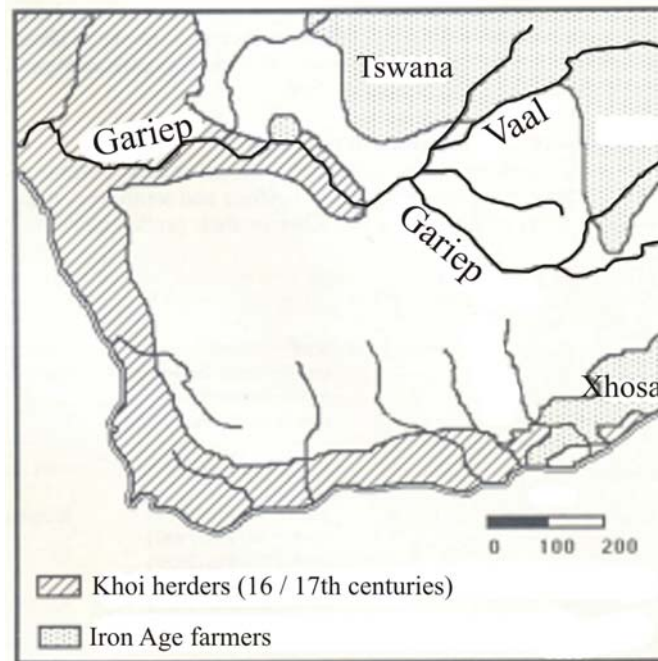 Tswana
Gariep
Vaal
Gariep
Xhosa
0 100 200
Khoi herders (16 / 17th centuries)
Iron Age farmers